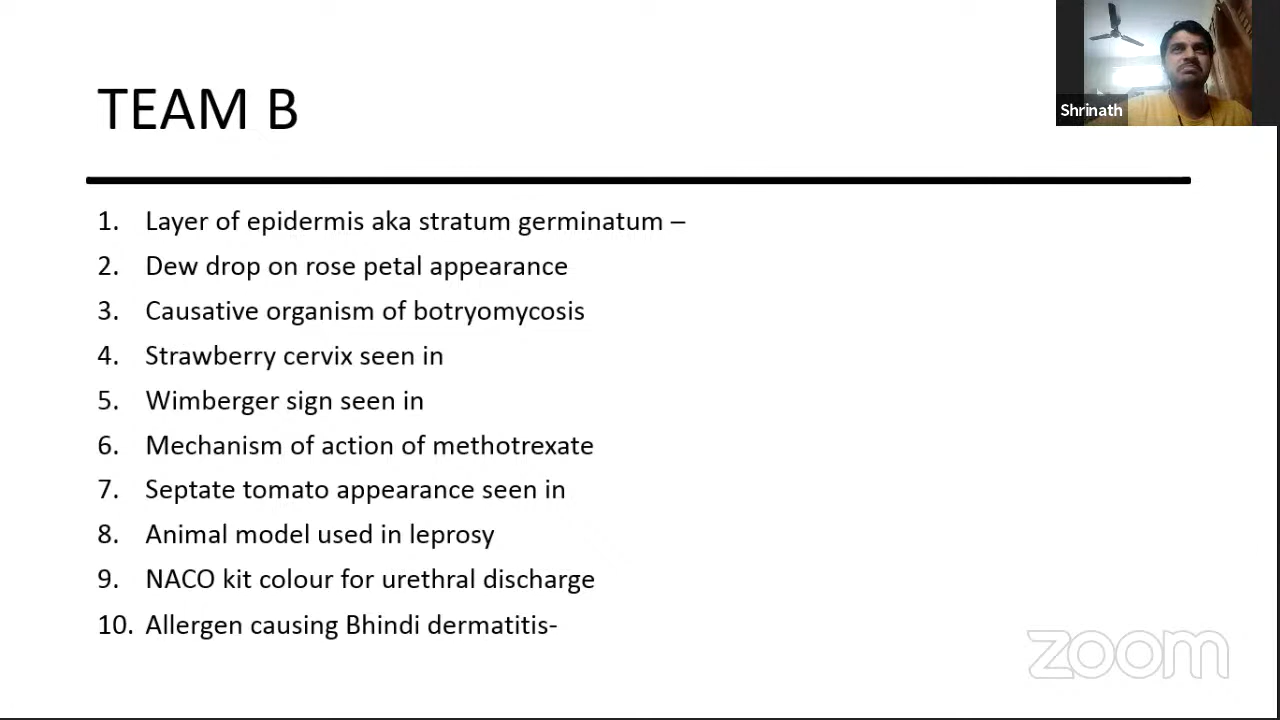 TEAM B
Shrinath
1. Layer of epidermis aka stratum germinatum –
2. Dew drop on rose petal appearance
3. Causative organism of botryomycosis
4. Strawberry cervix seen in
5. Wimberger sign seen in
6. Mechanism of action of methotrexate
7. Septate tomato appearance seen in
8. Animal model used in leprosy
9. NACO kit colour for urethral discharge
10. Allergen causing Bhindi dermatitis-
zoom